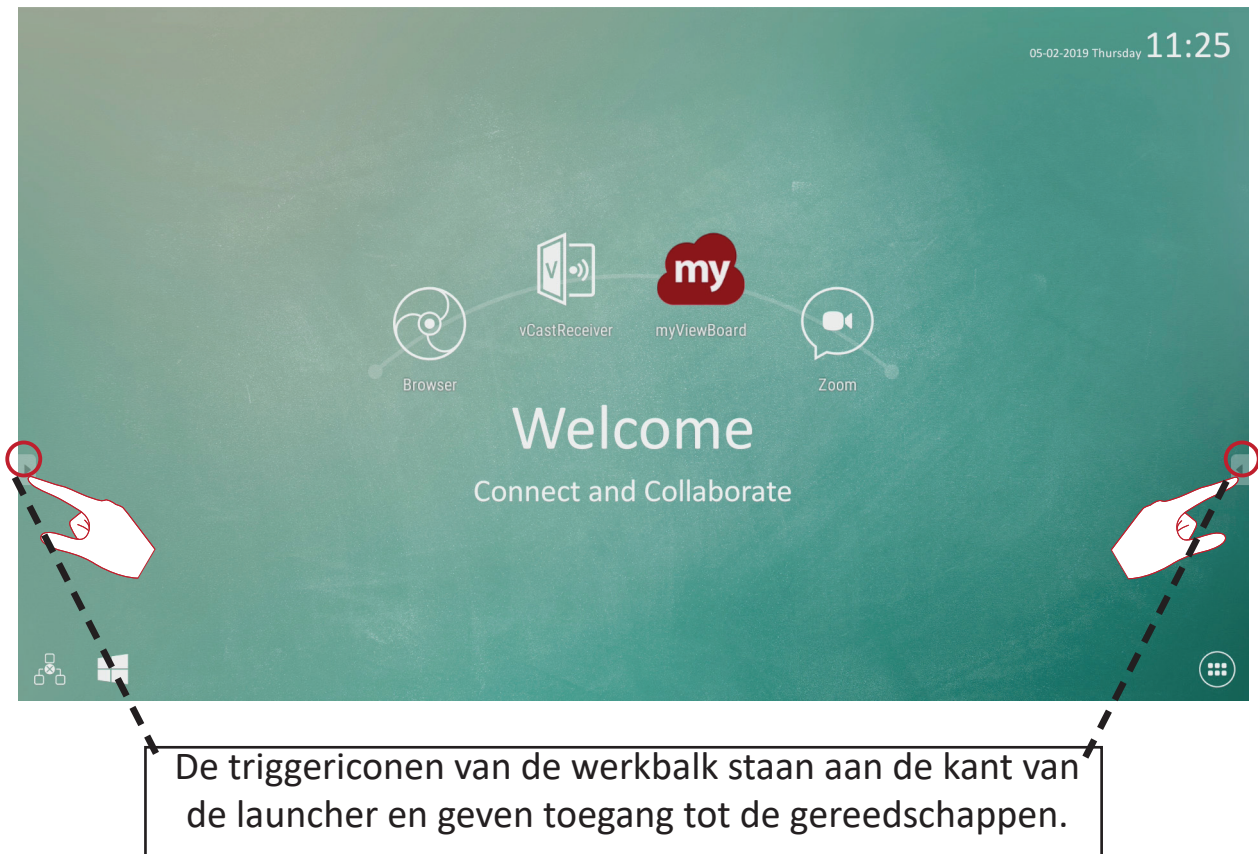 05-02-2019 Thursday 11:25
V
my
vCastReceiver
myViewBoard
Browser
Zoom
Welcome
Connect and Collaborate
De triggericonen van de werkbalk staan aan de kant van
de launcher en geven toegang tot de gereedschappen.